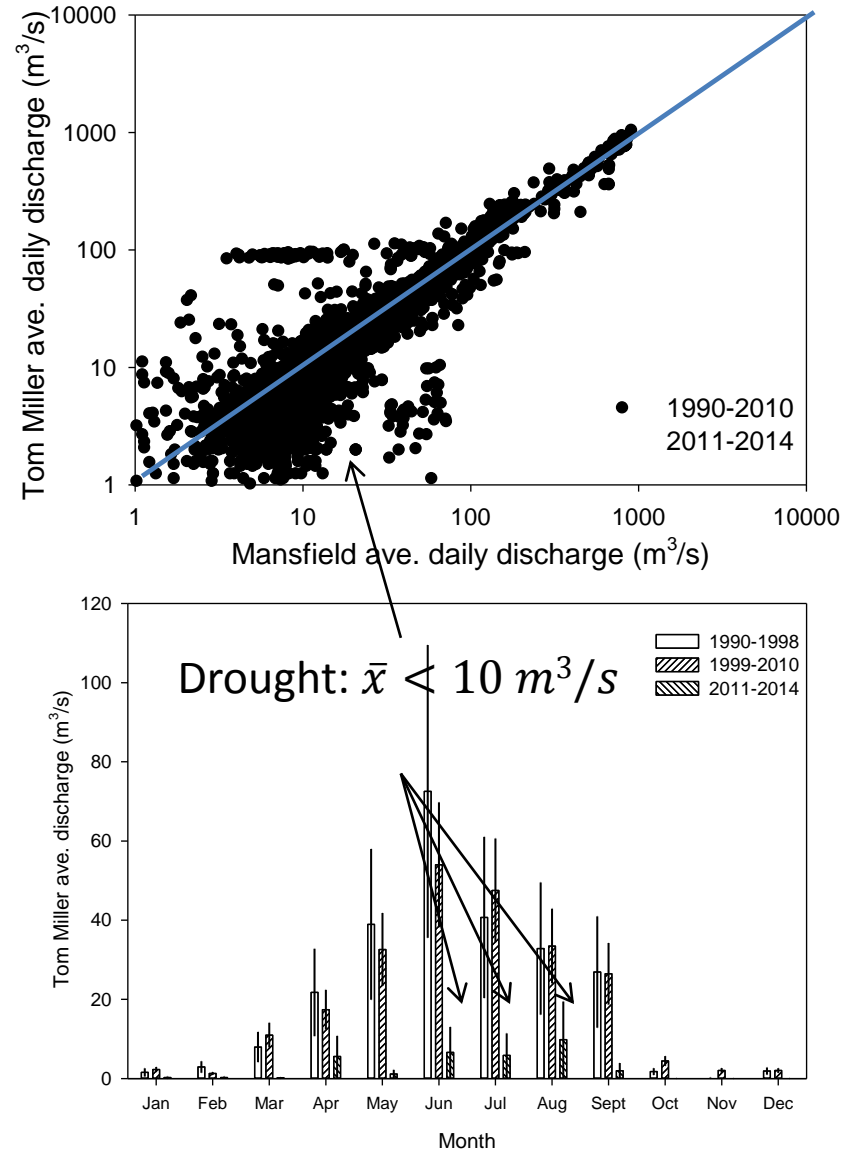 Tom Miller ave. daily discharge (m³/s)
10000
1000
100
10
1
1990-2010
2011-2014
1 10 100 1000 10000
Mansfield ave. daily discharge (m³/s)
Tom Miller ave. discharge (m³/s)
120
100
80
60
40
20
0
1990-1998
1999-2010
2011-2014
Drought: x̄ < 10 m³/s
Jan Feb Mar Apr May Jun Jul Aug Sept Oct Nov Dec
Month